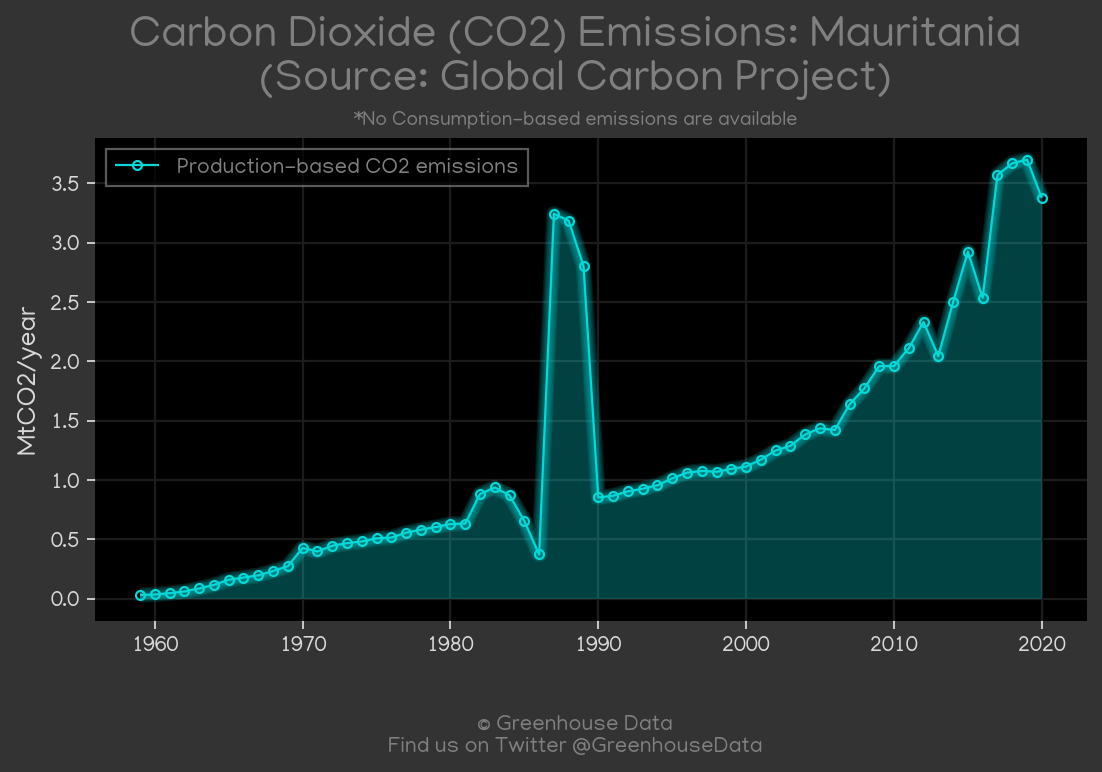 Carbon Dioxide (CO2) Emissions: Mauritania
(Source: Global Carbon Project)
*No Consumption-based emissions are available
Production-based CO2 emissions
MtCO2/year
3.5
3.0
2.5
2.0
1.5
1.0
0.5
0.0
1960 1970 1980 1990 2000 2010 2020
© Greenhouse Data
Find us on Twitter @GreenhouseData